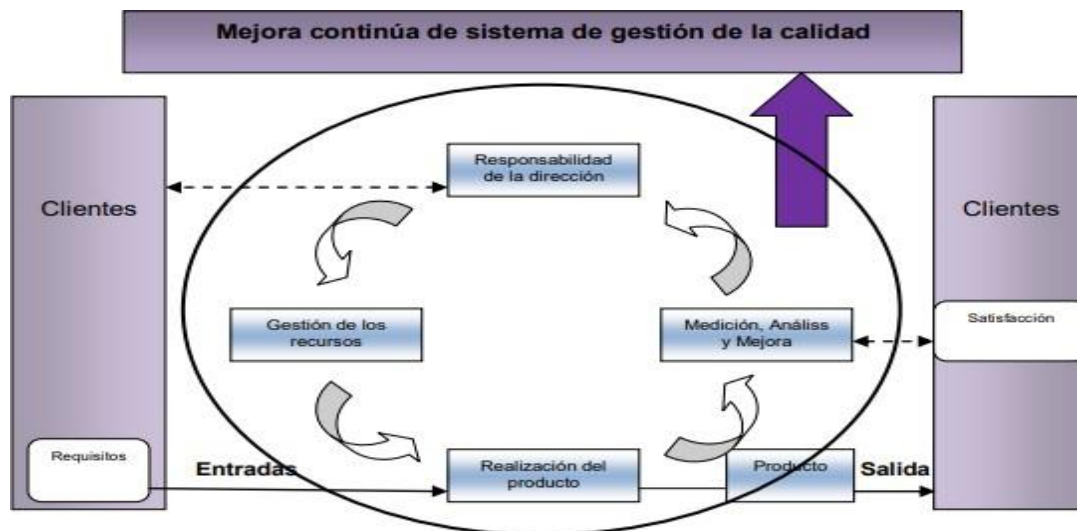 Mejora continúa de sistema de gestión de la calidad
Responsabilidad
de la dirección
Clientes
Clientes
Gestión de los
recursos
Medición, Análiss
y Mejora
Satisfacción
Requisitos
Entradas
Realización del
producto
Producto
Salida